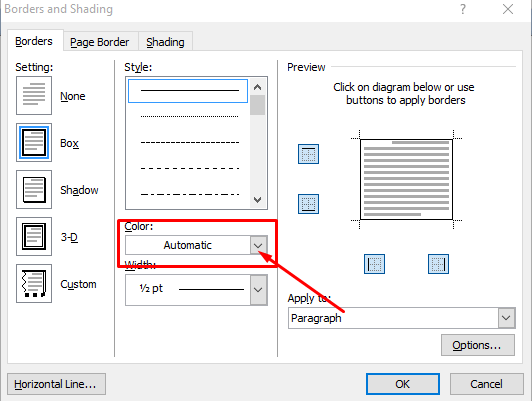 Borders and Shading
?
Borders
Page Border
Shading
Setting:
None
Box
Shadow
3-D
Custom
Style:
Color:
Automatic
Width:
½ pt
Preview
Click on diagram below or use
buttons to apply borders
Apply to:
Paragraph
Options...
Horizontal Line...
OK
Cancel